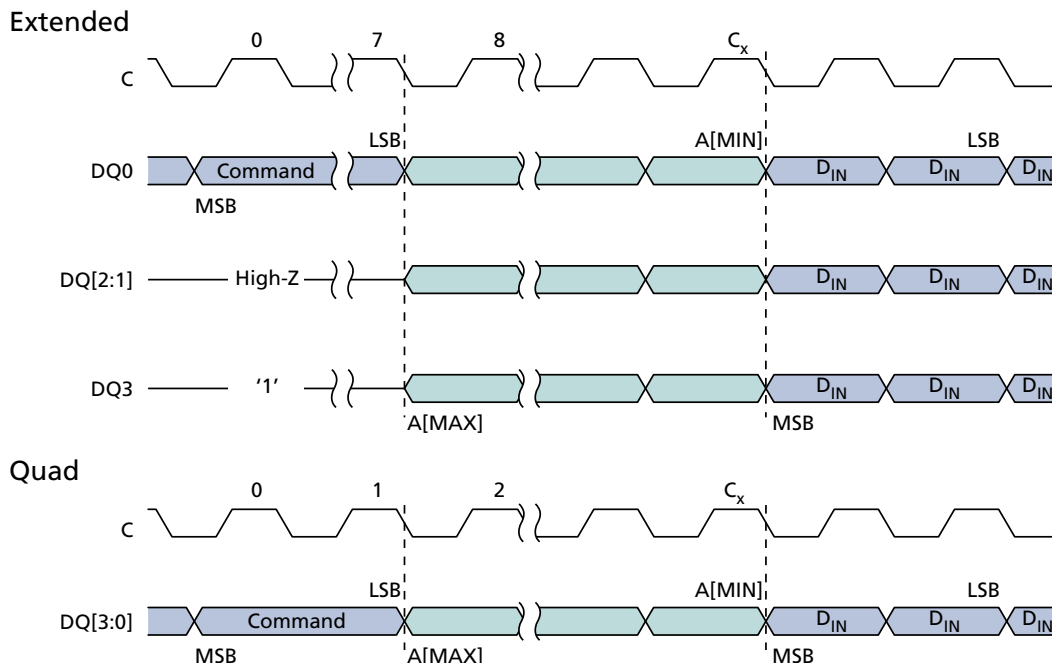 Extended
0 7 8 Cx
C
LSB A[MIN] LSB
DQ0 Command DIN DIN DIN
MSB
DQ[2:1] High-Z DIN DIN DIN
DQ3 '1' DIN DIN DIN
A[MAX] MSB
Quad
0 1 2 Cx
C
LSB A[MIN] LSB
DQ[3:0] Command DIN DIN DIN
MSB A[MAX] MSB